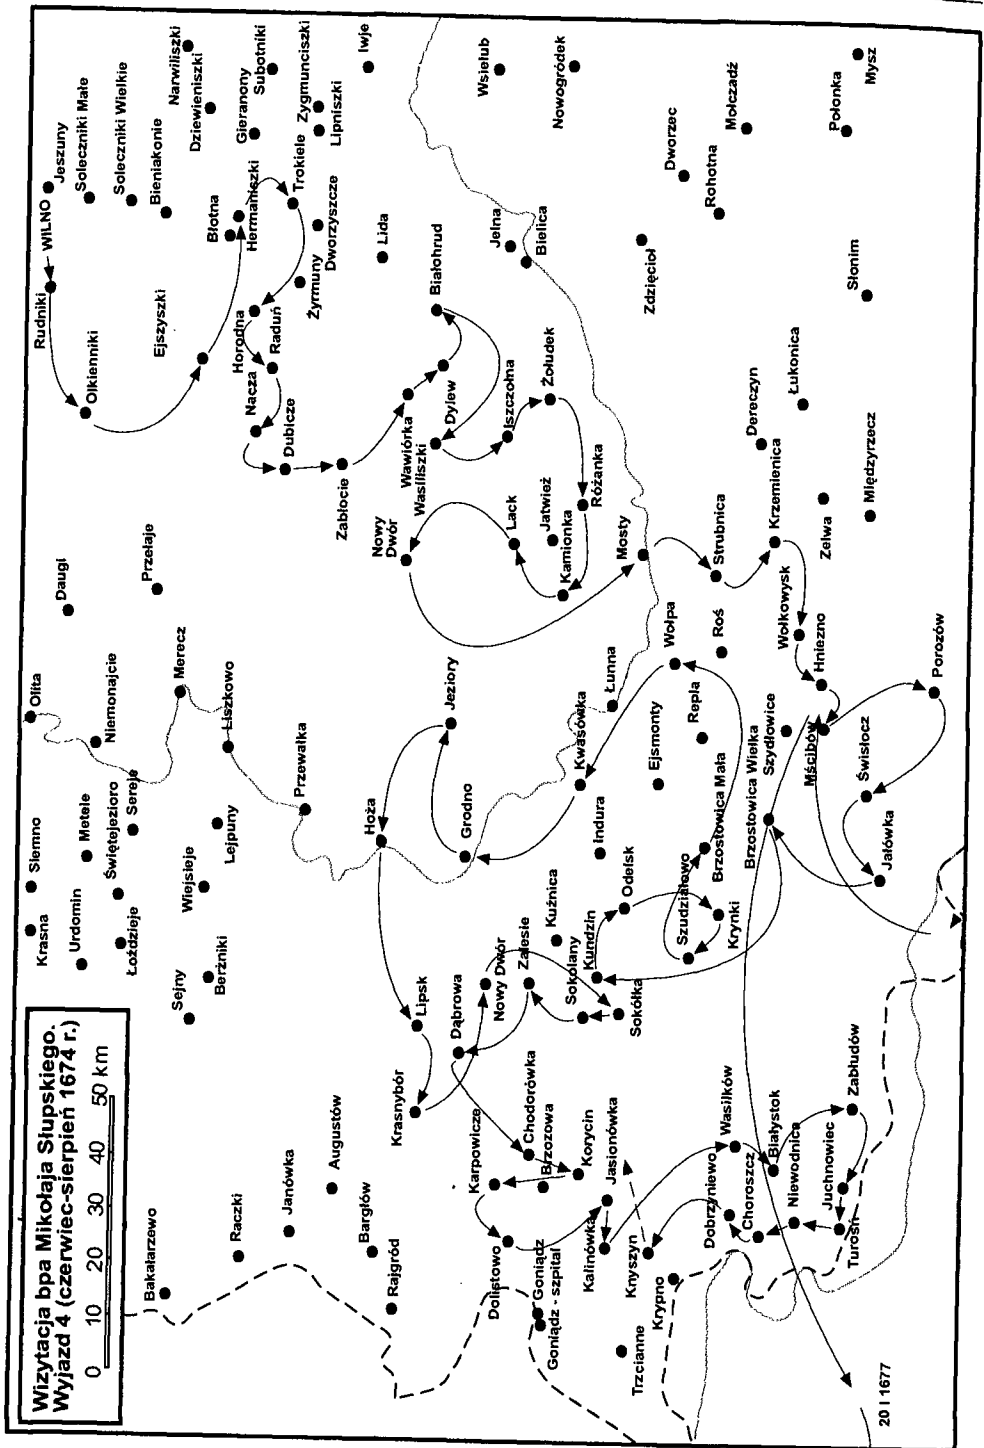 Wizytacja bpa Mikołaja Słupskiego.
Wyjazd 4 (czerwiec-sierpień 1674 r.)
0 10 20 30 40 50 km
Krasna
Siemno
Olita
Urdomin
Metele
Niemonajcie
Daugi
Święteje­zioro
Łoździeje
Sereje
Merecz
Przełaje
Sejny
Berżniki
Wiejsieje
Lejpuny
Liszkowo
Przewałka
Rudniki
WILNO
Jeszuny
Soleczniki Małe
Soleczniki Wielkie
Olkienniki
Bieniakonie
Narwiliszki
Dziewieniszki
Ejszyszki
Błotna
Hermaniszki
Gieranony
Subotniki
Horodna
Raduń
Nacza
Dubicze
Trokiele
Zygmunciszki
Lipniszki
Żyrmuny
Dworzyszcze
Iwje
Zabłocie
Lida
Bakałarzewo
Raczki
Janówka
Augustów
Bargłów
Rajgród
Hoża
Grodno
Jeziory
Nowy
Dwór
Wawiórka
Wasiliszki
Dylew
Białohrud
Iszczołna
Żołudek
Lack
Jatwież
Kamionka
Różanka
Mosty
Jelna
Bielica
Wsielub
Nowogródek
Lipsk
Krasnybór
Dąbrowa
Nowy Dwór
Zalesie
Kuźnica
Sokolany
Sokółka
Kundzin
Odelsk
Indura
Kwasówka
Łunna
Ejsmonty
Wołpa
Repla
Roś
Strubnica
Krzemienica
Zdzięcioł
Dworzec
Rohotna
Mołczadź
Karpowicze
Chodorówka
Brzozowa
Korycin
Jasionówka
Dolistowo
Goniądz
Goniądz - szpital
Kalinówka
Knyszyn
Krypno
Trzcianne
Szudziałowo
Krynki
Brzostowica Mała
Brzostowica Wielka
Szydłowice
Mścibów
Hniezno
Wołkowysk
Zelwa
Dereczyn
Łukonica
Międzyrzecz
Słonim
Połonka
Mysz
Wasilków
Białystok
Dobrzyniewo
Choroszcz
Niewodnica
Juchnowiec
Turośń
Zabłudów
Jałówka
Świsłocz
Porozów
20 I 1677